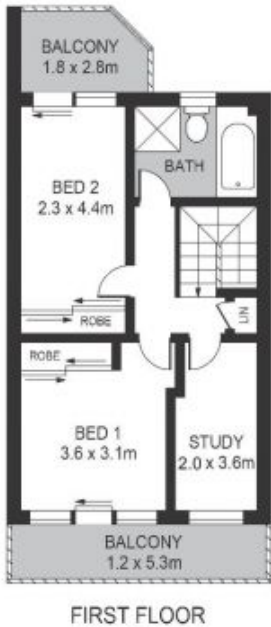 BALCONY
1.8 x 2.8m
BATH
BED 2
2.3 x 4.4m
ROBE
LIN
ROBE
BED 1
3.6 x 3.1m
STUDY
2.0 x 3.6m
BALCONY
1.2 x 5.3m
FIRST FLOOR